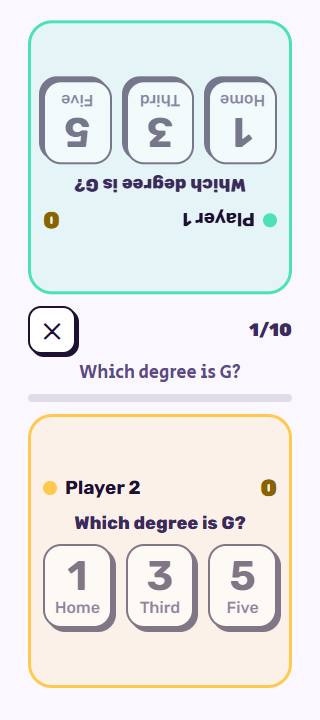 5 3 1
Five Third Home
Which degree is G?
0 Player 1
1/10
Which degree is G?
Player 2 0
Which degree is G?
1 3 5
Home Third Five